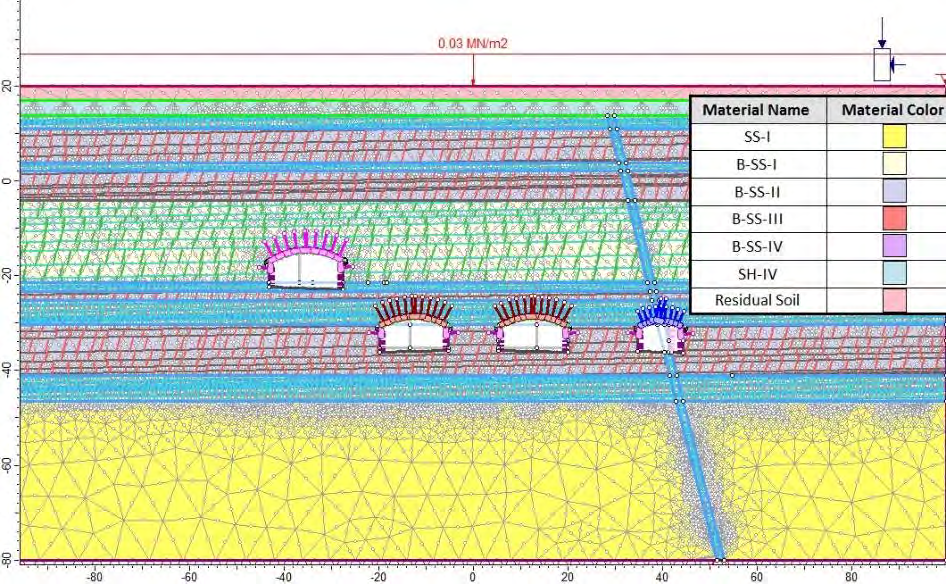 0.03 MN/m2
20
0
-20
-40
-60
-80
Material Name Material Color
SS-I
B-SS-I
B-SS-II
B-SS-III
B-SS-IV
SH-IV
Residual Soil
-80 -60 -40 -20 0 20 40 60 80